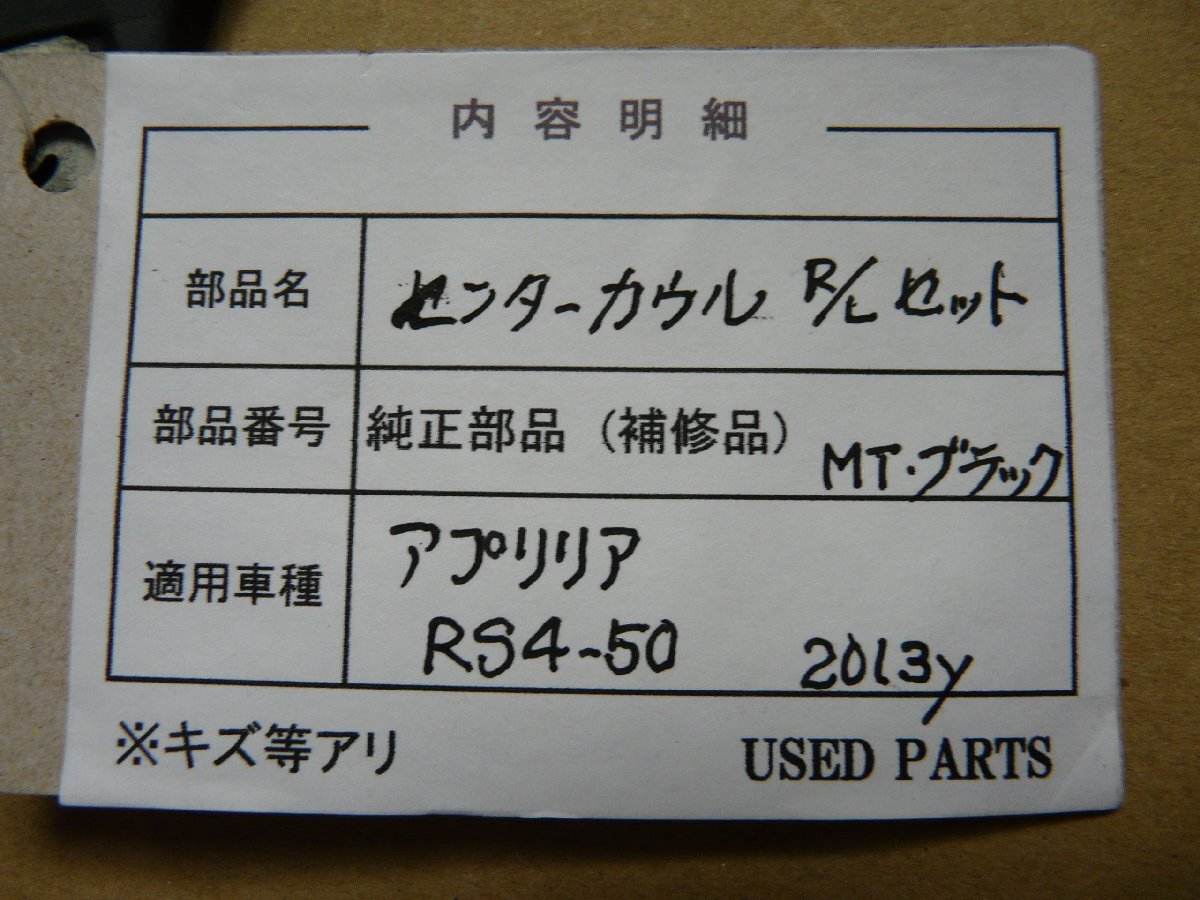 内容明細
部品名 センターカウル R/L セット
部品番号 純正部品（補修品） MT・ブラック
適用車種 アプリリア
RS4-50 2013y
※キズ等アリ USED PARTS